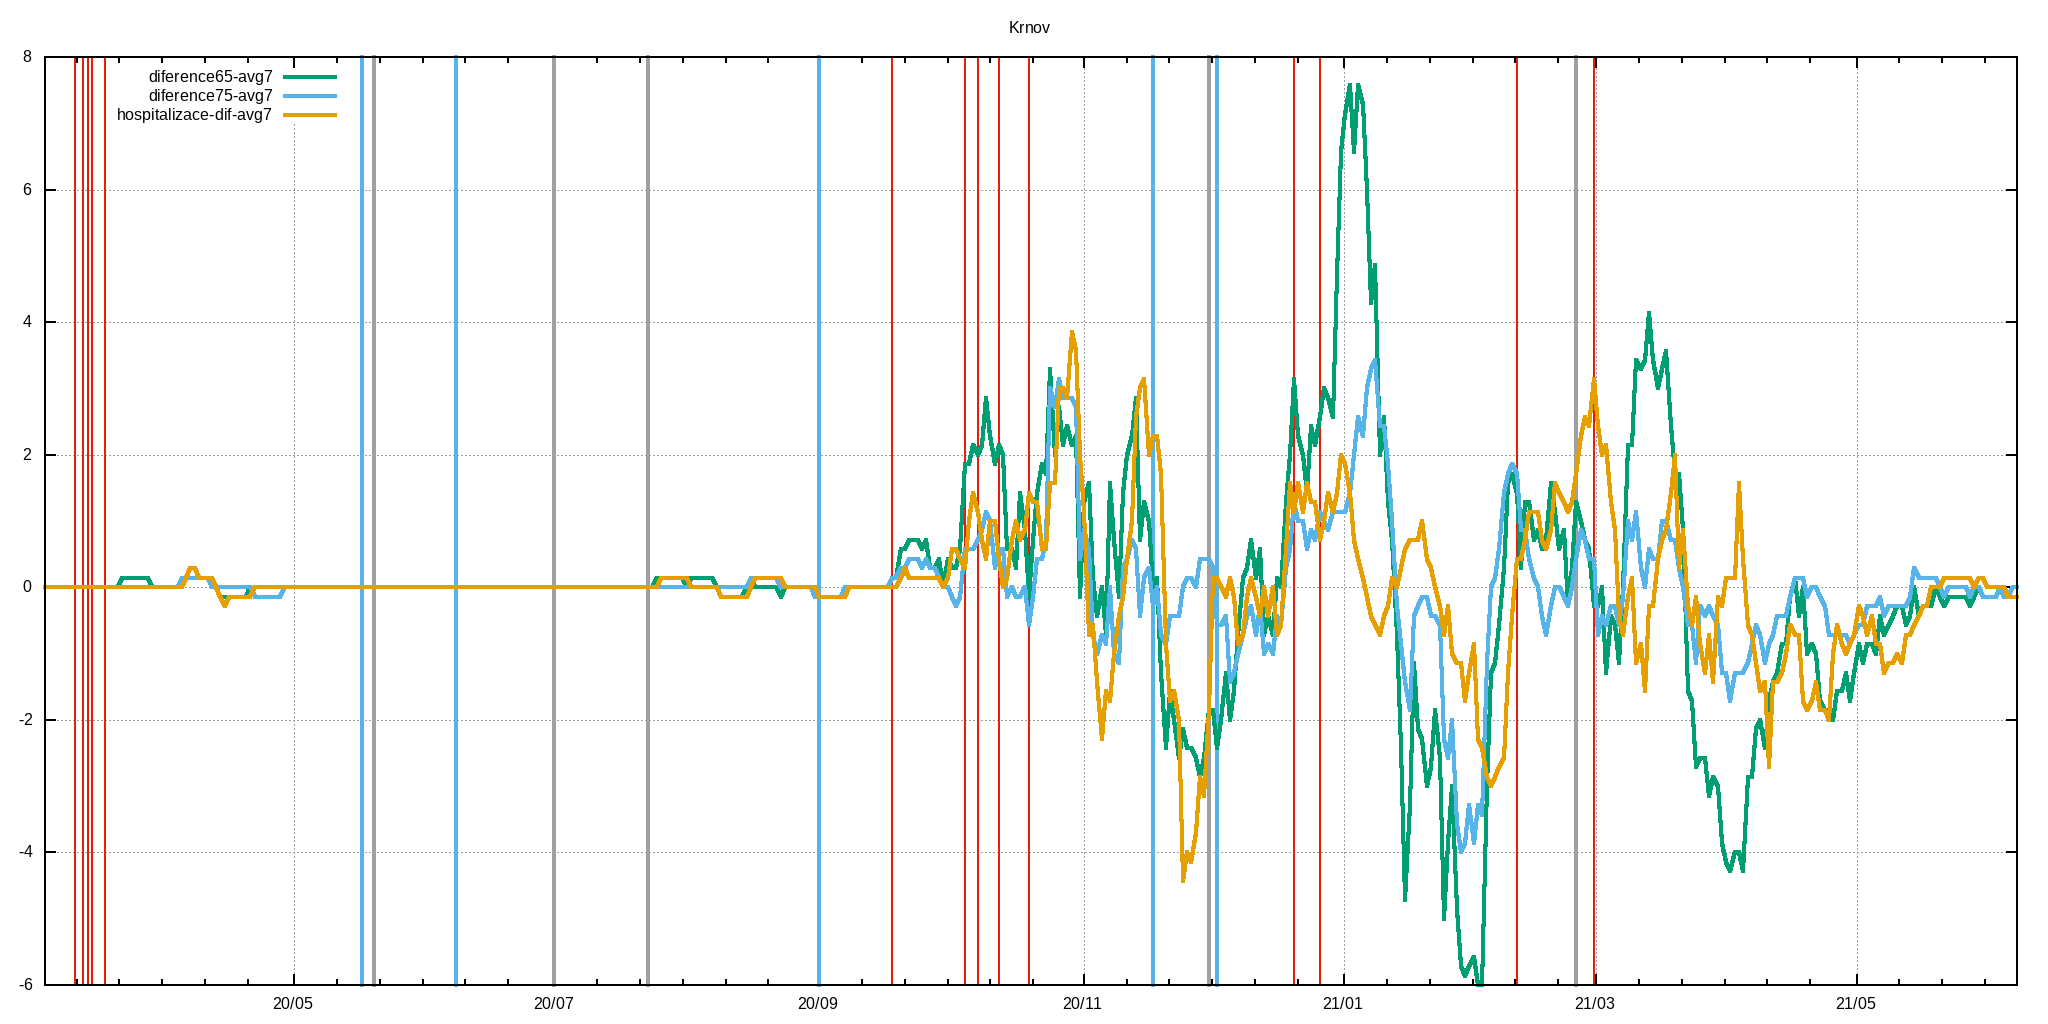 Krnov
8
diference65-avg7
diference75-avg7
hospitalizace-dif-avg7
6
4
2
0
-2
-4
-6
20/05 20/07 20/09 20/11 21/01 21/03 21/05